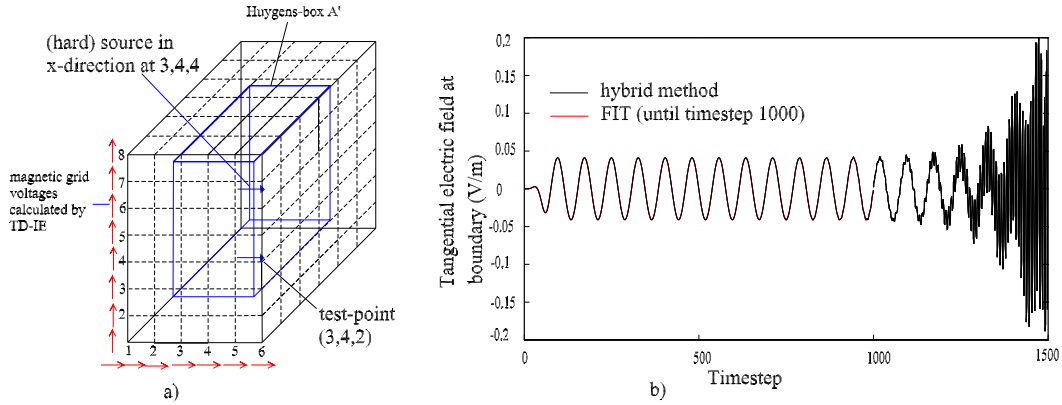 Huygens-box A'
(hard) source in
x-direction at 3,4,4
magnetic grid
voltages
calculated by
TD-IE
8
7
6
5
4
3
2
1 2 3 4 5 6
test-point
(3,4,2)
a)
Tangential electric field at
boundary (V/m)
0,2
0.15
0.1
0.05
0
-0.05
-0.1
-0.15
-0,2
hybrid method
FIT (until timestep 1000)
0 500 1000 1500
Timestep
b)